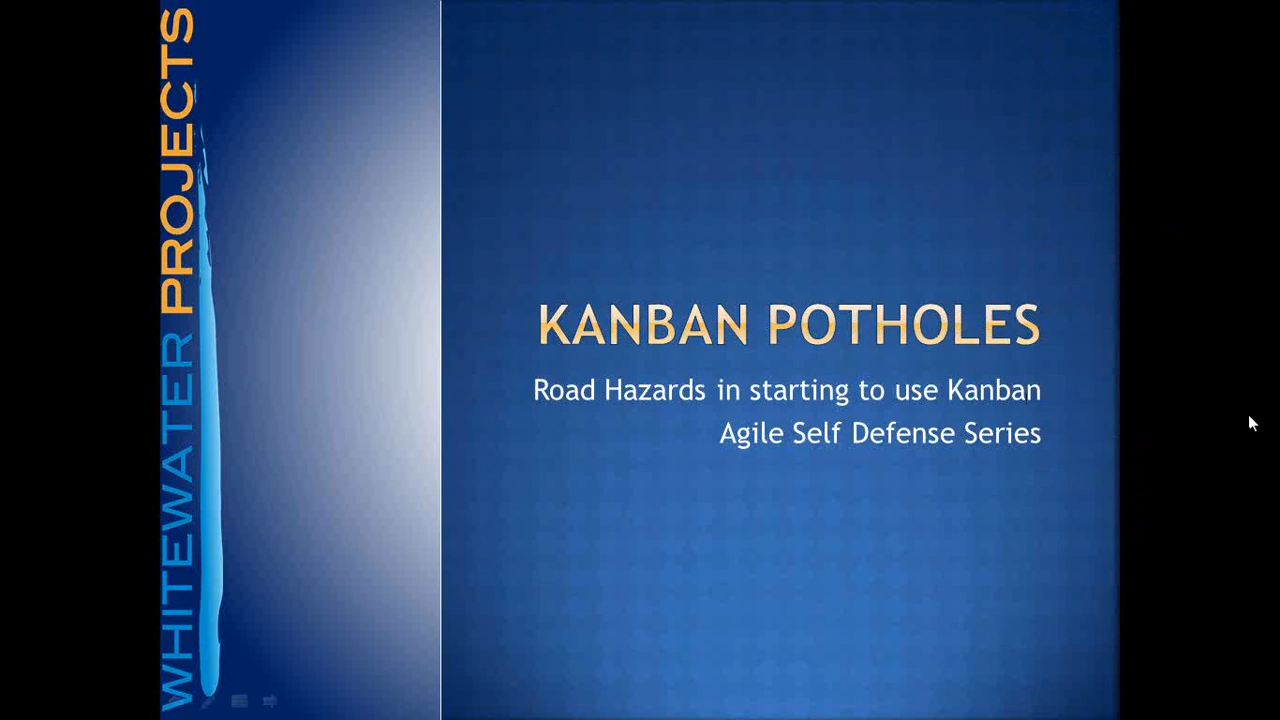 WHITEWATER PROJECTS
KANBAN POTHOLES
Road Hazards in starting to use Kanban
Agile Self Defense Series